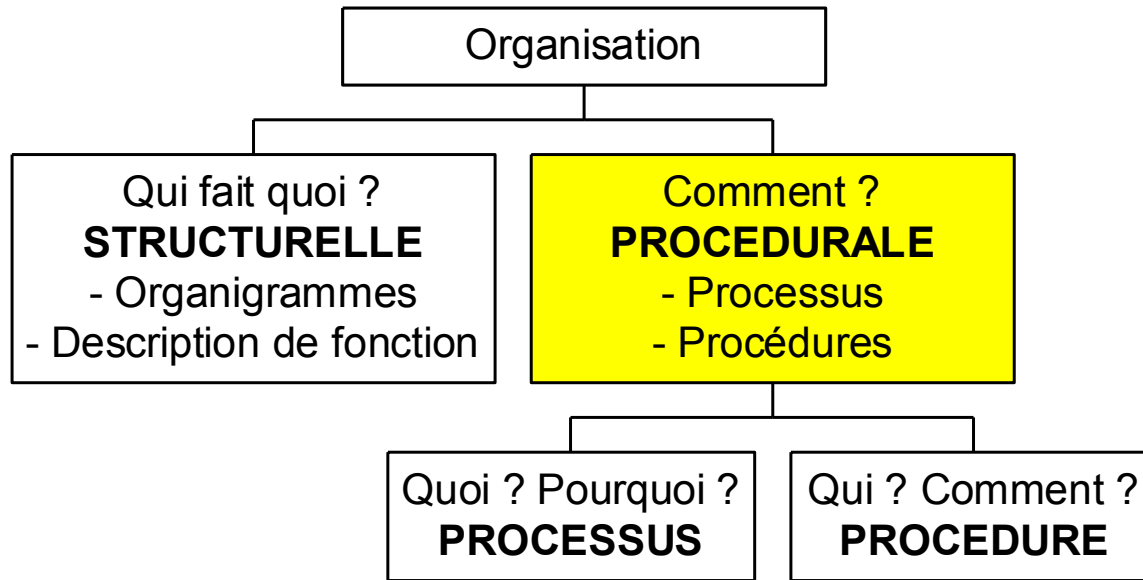 Organisation
Qui fait quoi ?
STRUCTURELLE
- Organigrammes
- Description de fonction
Comment ?
PROCEDURALE
- Processus
- Procédures
Quoi ? Pourquoi ?
PROCESSUS
Qui ? Comment ?
PROCEDURE